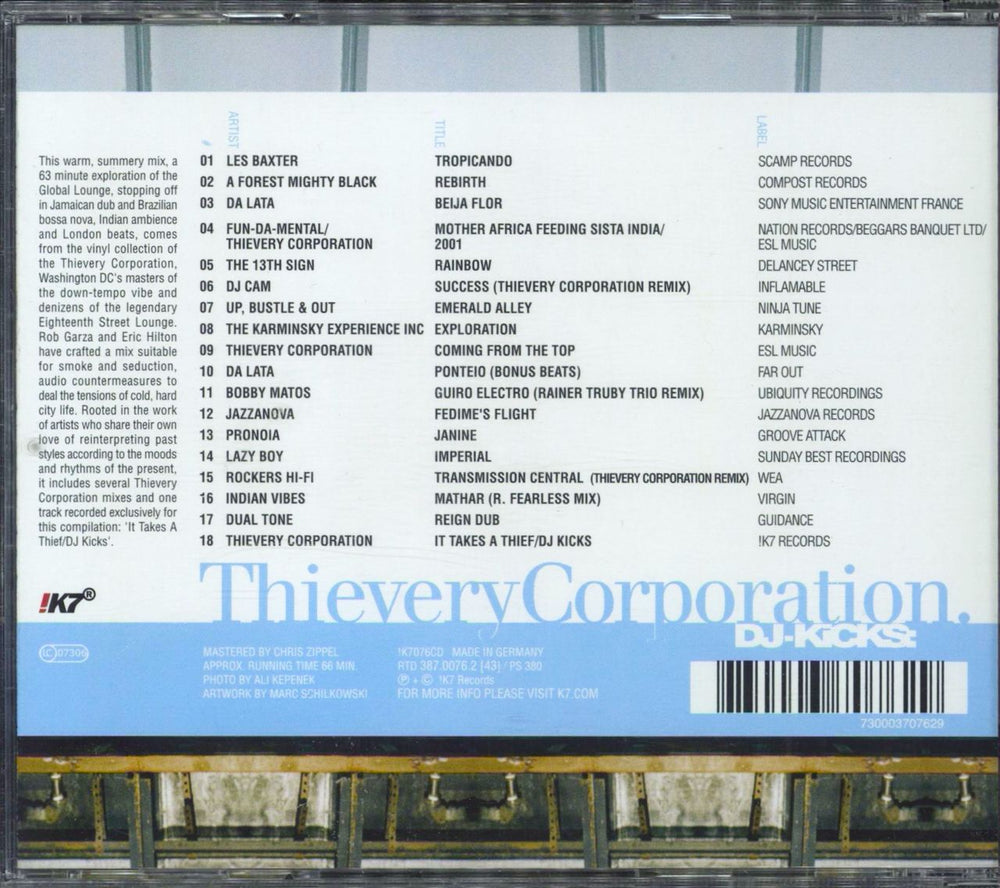 ARTIST TITLE LABEL
This warm, summery mix, a
63 minute exploration of the
Global Lounge, stopping off
in Jamaican dub and Brazilian
bossa nova, Indian ambience
and London beats, comes
from the vinyl collection of
the Thievery Corporation,
Washington DC's masters of
the down-tempo vibe and
denizens of the legendary
Eighteenth Street Lounge.
Rob Garza and Eric Hilton
have crafted a mix suitable
for smoke and seduction,
audio countermeasures to
deal the tensions of cold, hard
city life. Rooted in the work
of artists who share their own
love of reinterpreting past
styles according to the moods
and rhythms of the present,
it includes several Thievery
Corporation mixes and one
track recorded exclusively for
this compilation: 'It Takes A
Thief/DJ Kicks'.
01 LES BAXTER TROPICANDO SCAMP RECORDS
02 A FOREST MIGHTY BLACK REBIRTH COMPOST RECORDS
03 DA LATA BEIJA FLOR SONY MUSIC ENTERTAINMENT FRANCE
04 FUN-DA-MENTAL/ MOTHER AFRICA FEEDING SISTA INDIA/ NATION RECORDS/BEGGARS BANQUET LTD/
THIEVERY CORPORATION 2001 ESL MUSIC
05 THE 13TH SIGN RAINBOW DELANCEY STREET
06 DJ CAM SUCCESS (THIEVERY CORPORATION REMIX) INFLAMABLE
07 UP, BUSTLE & OUT EMERALD ALLEY NINJA TUNE
08 THE KARMINSKY EXPERIENCE INC EXPLORATION KARMINSKY
09 THIEVERY CORPORATION COMING FROM THE TOP ESL MUSIC
10 DA LATA PONTEIO (BONUS BEATS) FAR OUT
11 BOBBY MATOS GUIRO ELECTRO (RAINER TRUBY TRIO REMIX) UBIQUITY RECORDINGS
12 JAZZANOVA FEDIME'S FLIGHT JAZZANOVA RECORDS
13 PRONOIA JANINE GROOVE ATTACK
14 LAZY BOY IMPERIAL SUNDAY BEST RECORDINGS
15 ROCKERS HI-FI TRANSMISSION CENTRAL (THIEVERY CORPORATION REMIX) WEA
16 INDIAN VIBES MATHAR (R. FEARLESS MIX) VIRGIN
17 DUAL TONE REIGN DUB GUIDANCE
18 THIEVERY CORPORATION IT TAKES A THIEF/DJ KICKS !K7 RECORDS
!K7®
Thievery Corporation.
DJ-KiCKS:
LC 07306
MASTERED BY CHRIS ZIPPEL
APPROX. RUNNING TIME 66 MIN.
PHOTO BY ALI KEPENEK
ARTWORK BY MARC SCHILKOWSKI
!K7076CD MADE IN GERMANY
RTD 387.0076.2 [43] / PS 380
Ⓟ + © !K7 Records
FOR MORE INFO PLEASE VISIT K7.COM
730003707629